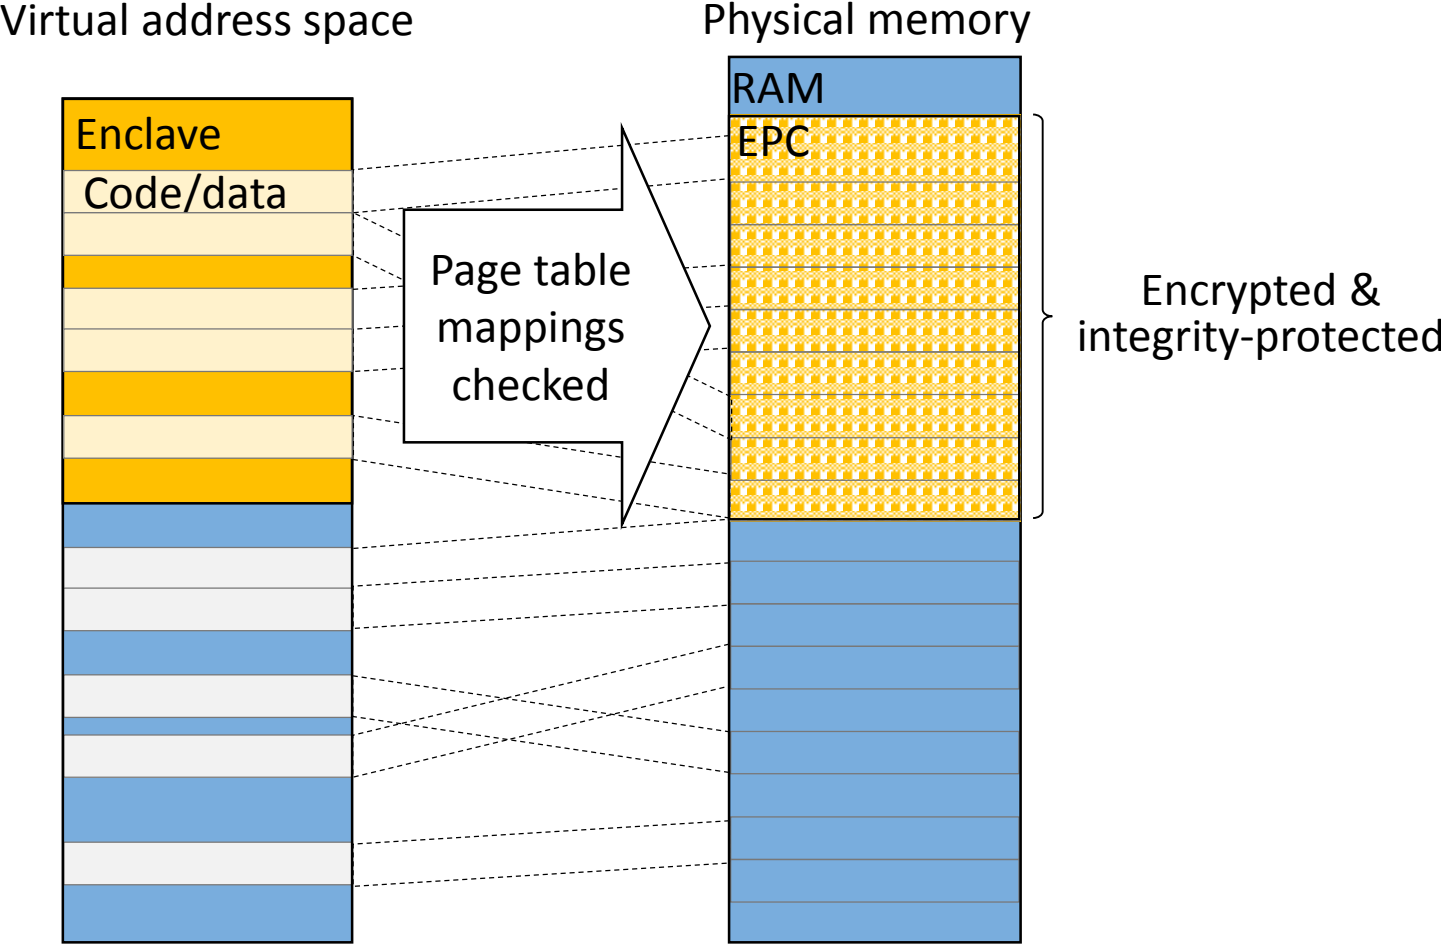 Virtual address space
Physical memory
RAM
Enclave
EPC
Code/data
Page table
mappings
checked
Encrypted &
integrity-protected